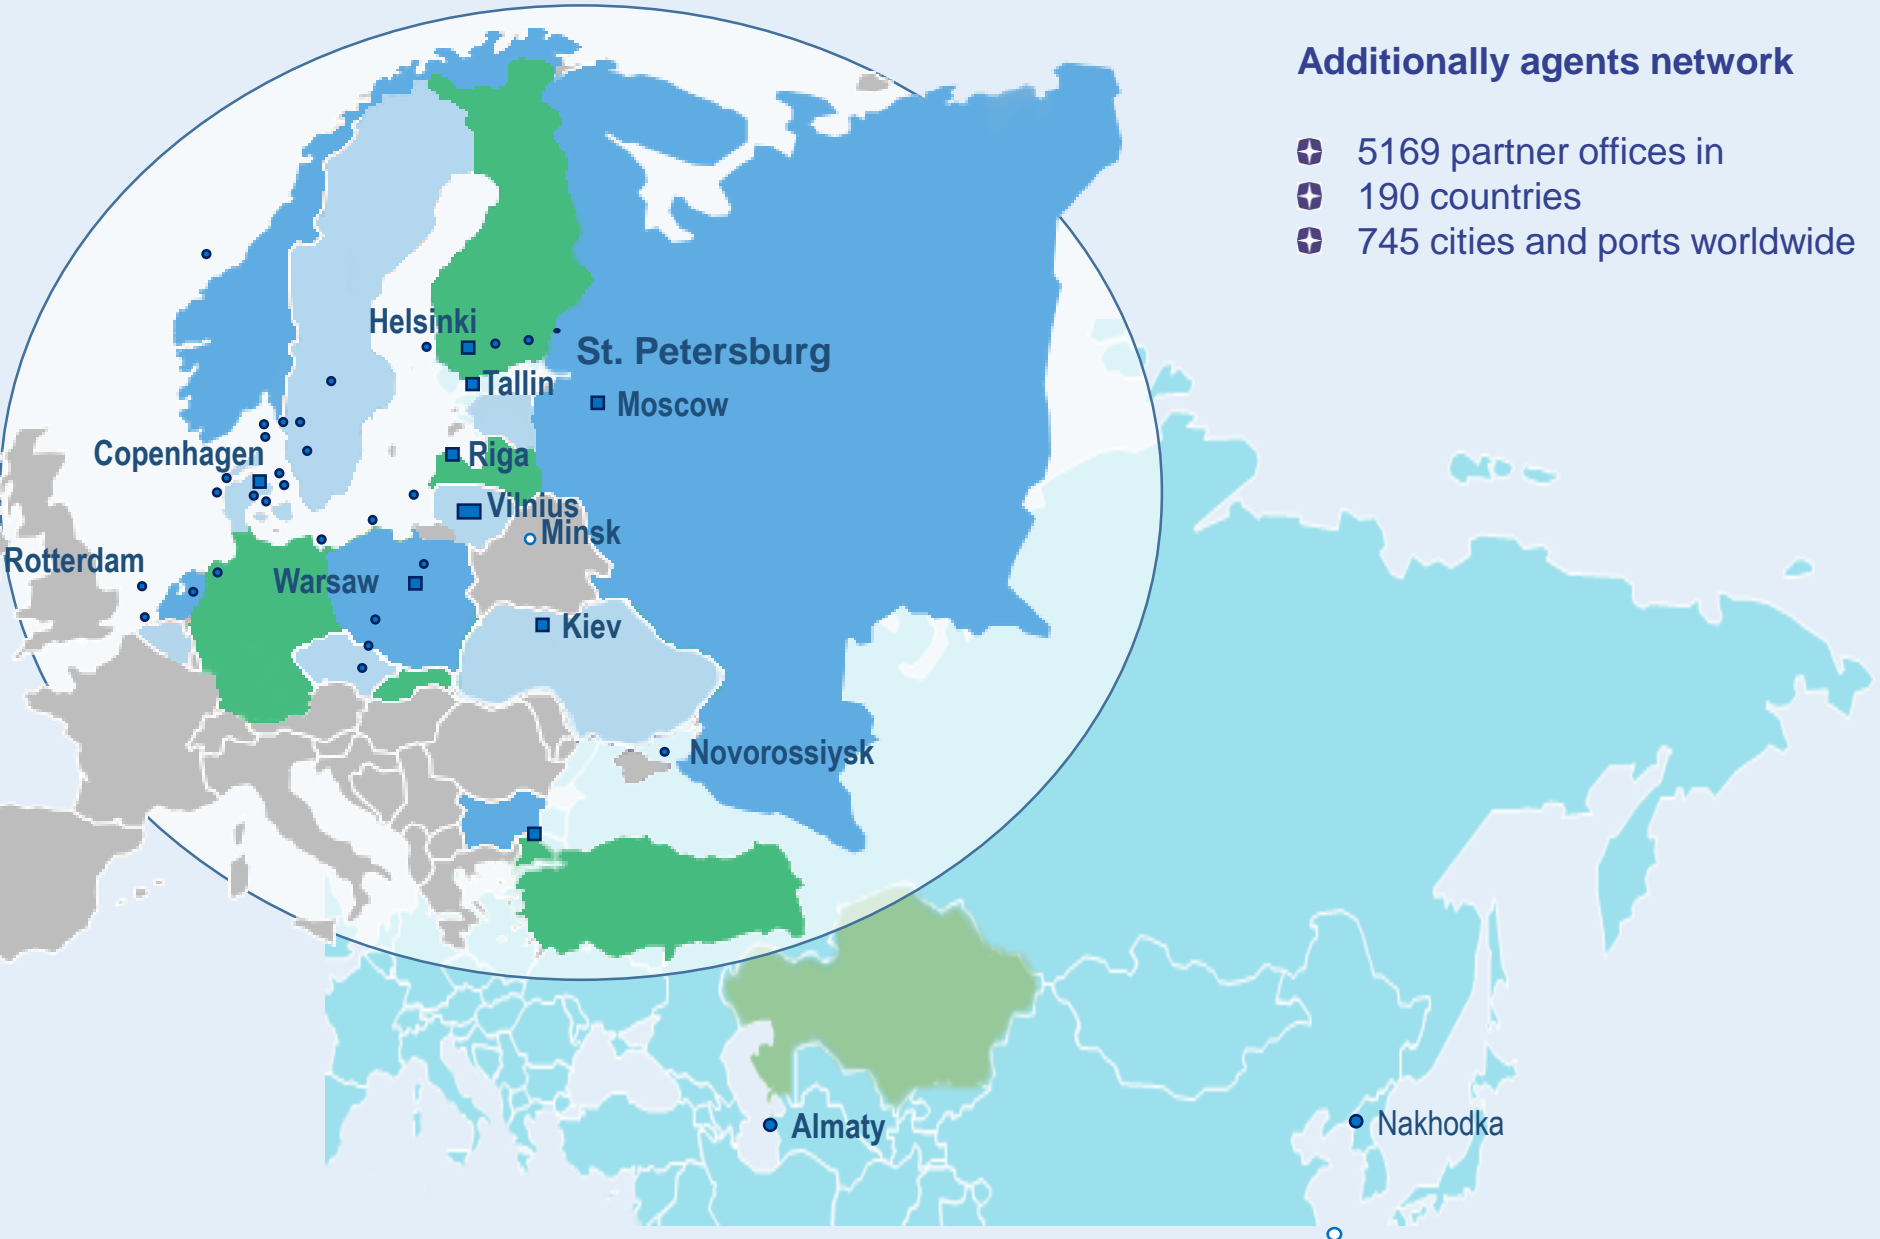 Additionally agents network
5169 partner offices in
190 countries
745 cities and ports worldwide
Helsinki
St. Petersburg
Tallin
Moscow
Copenhagen
Riga
Vilnius
Minsk
Rotterdam
Warsaw
Kiev
Novorossiysk
Almaty
Nakhodka